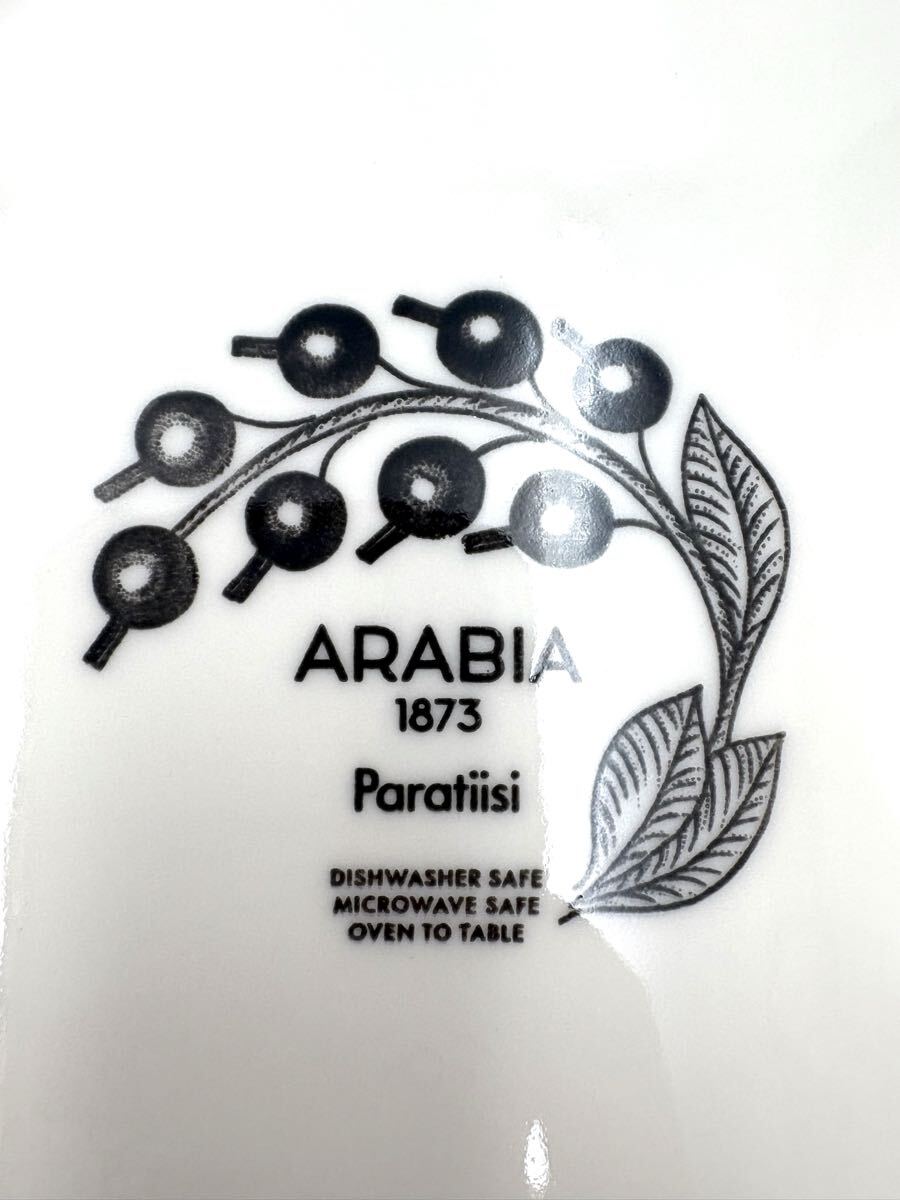 ARABIA
1873
Paratiisi
DISHWASHER SAFE
MICROWAVE SAFE
OVEN TO TABLE